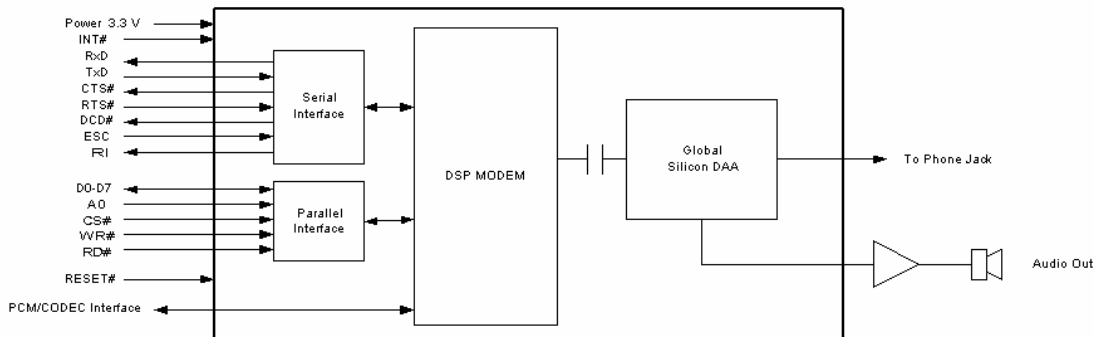 Power 3.3 V
INT#
RxD
TxD
CTS#
RTS#
DCD#
ESC
RI
Serial
Interface
D0-D7
A0
CS#
WR#
RD#
Parallel
Interface
RESET#
PCM/CODEC Interface
DSP MODEM
Global
Silicon DAA
To Phone Jack
Audio Out